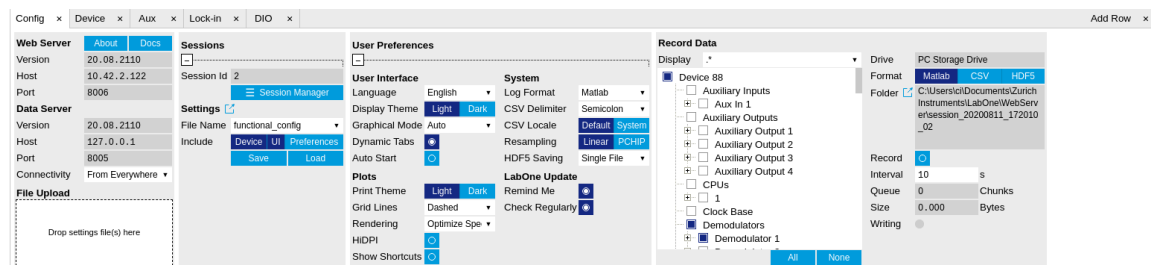 Config × Device × Aux × Lock-in × DIO × Add Row ×
Web Server About Docs
Version 20.08.2110
Host 10.42.2.122
Port 8006
Data Server
Version 20.08.2110
Host 127.0.0.1
Port 8005
Connectivity From Everywhere
File Upload
Drop settings file(s) here
Sessions
Session Id 2
Session Manager
Settings
File Name functional_config
Include Device UI Preferences
Save Load
User Preferences
User Interface
Language English
Display Theme Light Dark
Graphical Mode Auto
Dynamic Tabs
Auto Start
Plots
Print Theme Light Dark
Grid Lines Dashed
Rendering Optimize Spe
HiDPI
Show Shortcuts
System
Log Format Matlab
CSV Delimiter Semicolon
CSV Locale Default System
Resampling Linear PCHIP
HDF5 Saving Single File
LabOne Update
Remind Me
Check Regularly
Record Data
Display .*
Device 88
Auxiliary Inputs
Aux In 1
Auxiliary Outputs
Auxiliary Output 1
Auxiliary Output 2
Auxiliary Output 3
Auxiliary Output 4
CPUs
1
Clock Base
Demodulators
Demodulator 1
All None
Drive PC Storage Drive
Format Matlab CSV HDF5
Folder C:\Users\ci\Documents\Zurich
Instruments\LabOne\WebServ
er\session_20200811_172010
_02
Record
Interval 10 s
Queue 0 Chunks
Size 0.000 Bytes
Writing